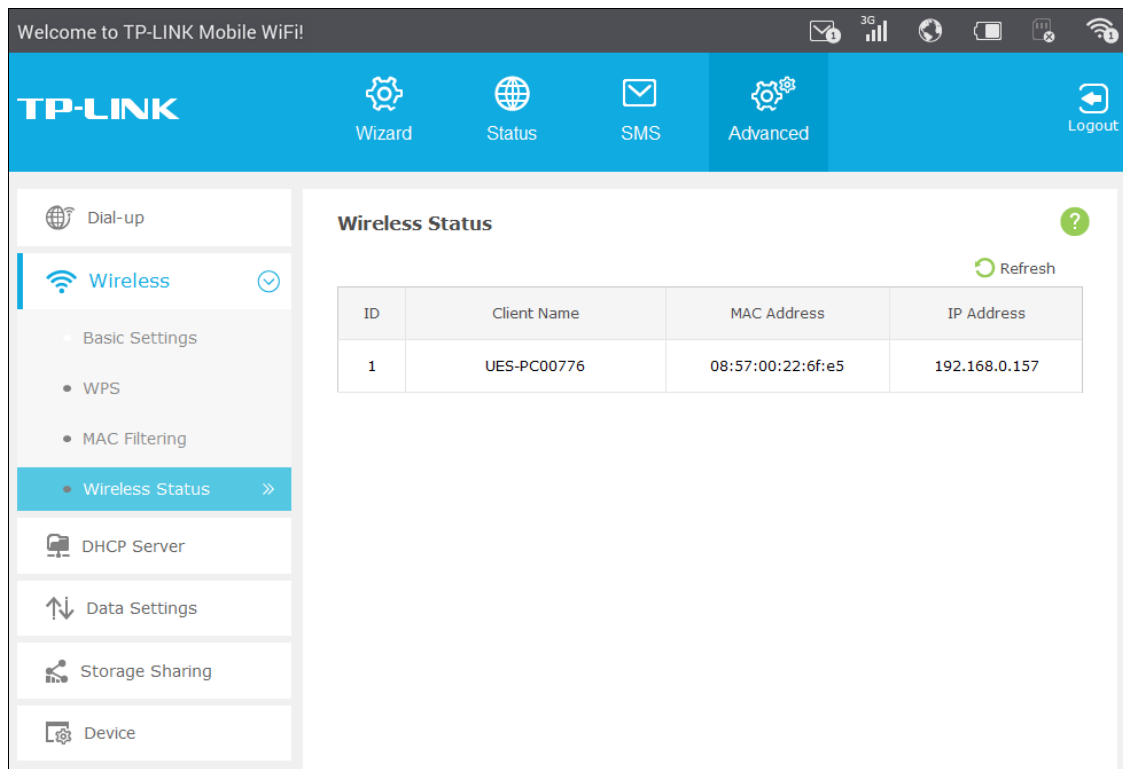 Welcome to TP-LINK Mobile WiFi!
1
3G
1
TP-LINK
Wizard
Status
SMS
Advanced
Logout
Dial-up
Wireless
Basic Settings
WPS
MAC Filtering
Wireless Status
DHCP Server
Data Settings
Storage Sharing
Device
Wireless Status
?
Refresh
ID Client Name MAC Address IP Address
1 UES-PC00776 08:57:00:22:6f:e5 192.168.0.157